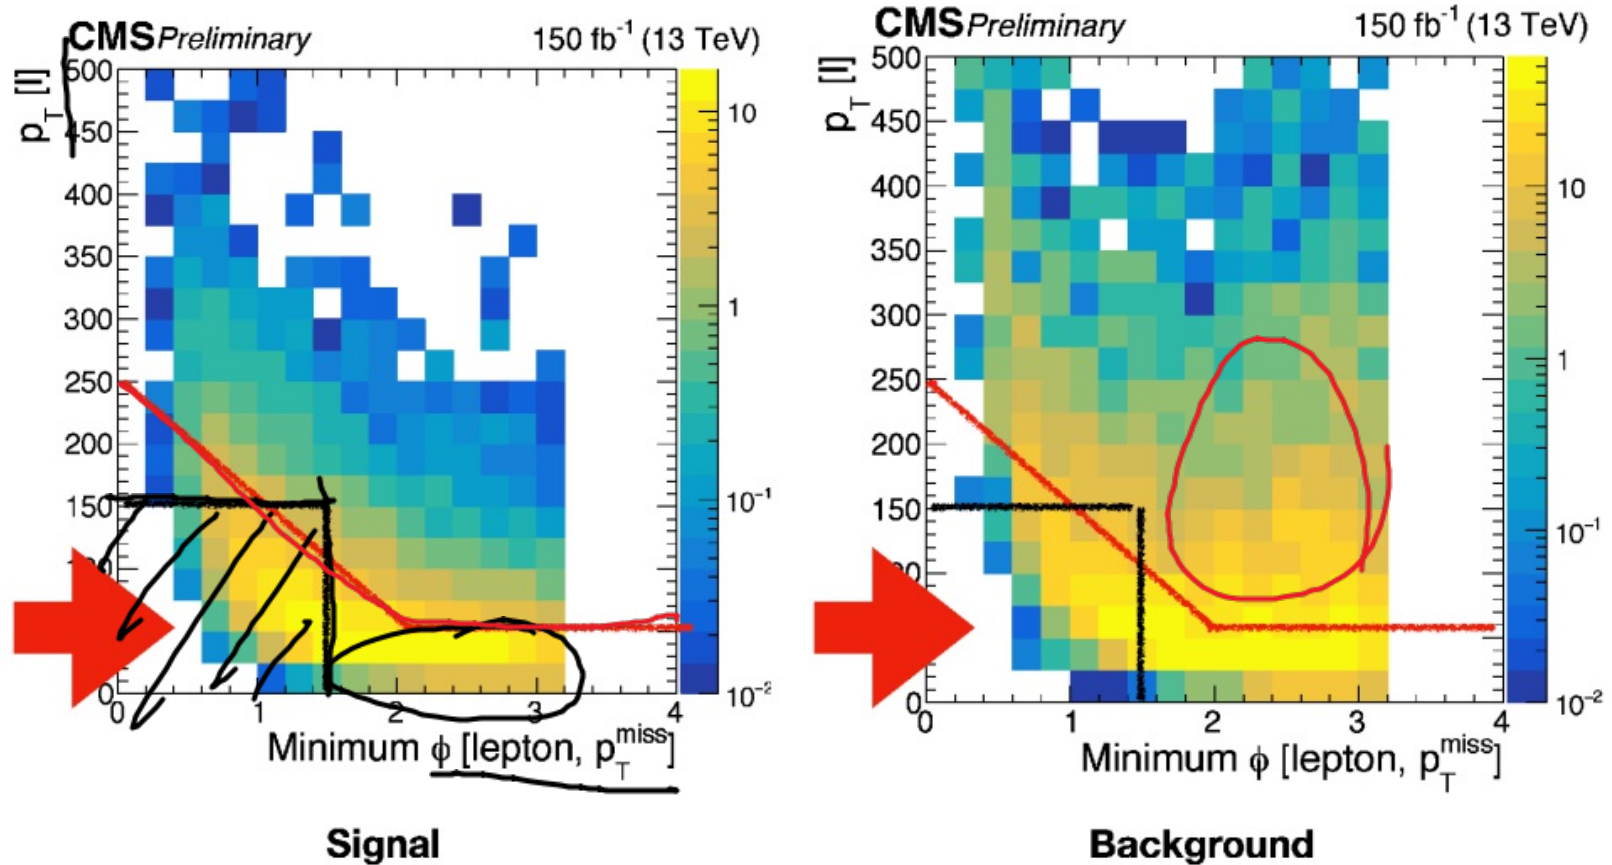 CMS Preliminary 150 fb⁻¹ (13 TeV)
p_T [l]
500
450
400
350
300
250
200
150
0
0 1 2 3 4
10
1
10⁻¹
10⁻²
Minimum ϕ [lepton, p_T^miss]
Signal
CMS Preliminary 150 fb⁻¹ (13 TeV)
p_T [l]
500
450
400
350
300
250
200
150
0
0 1 2 3 4
10
1
10⁻¹
10⁻²
Minimum ϕ [lepton, p_T^miss]
Background